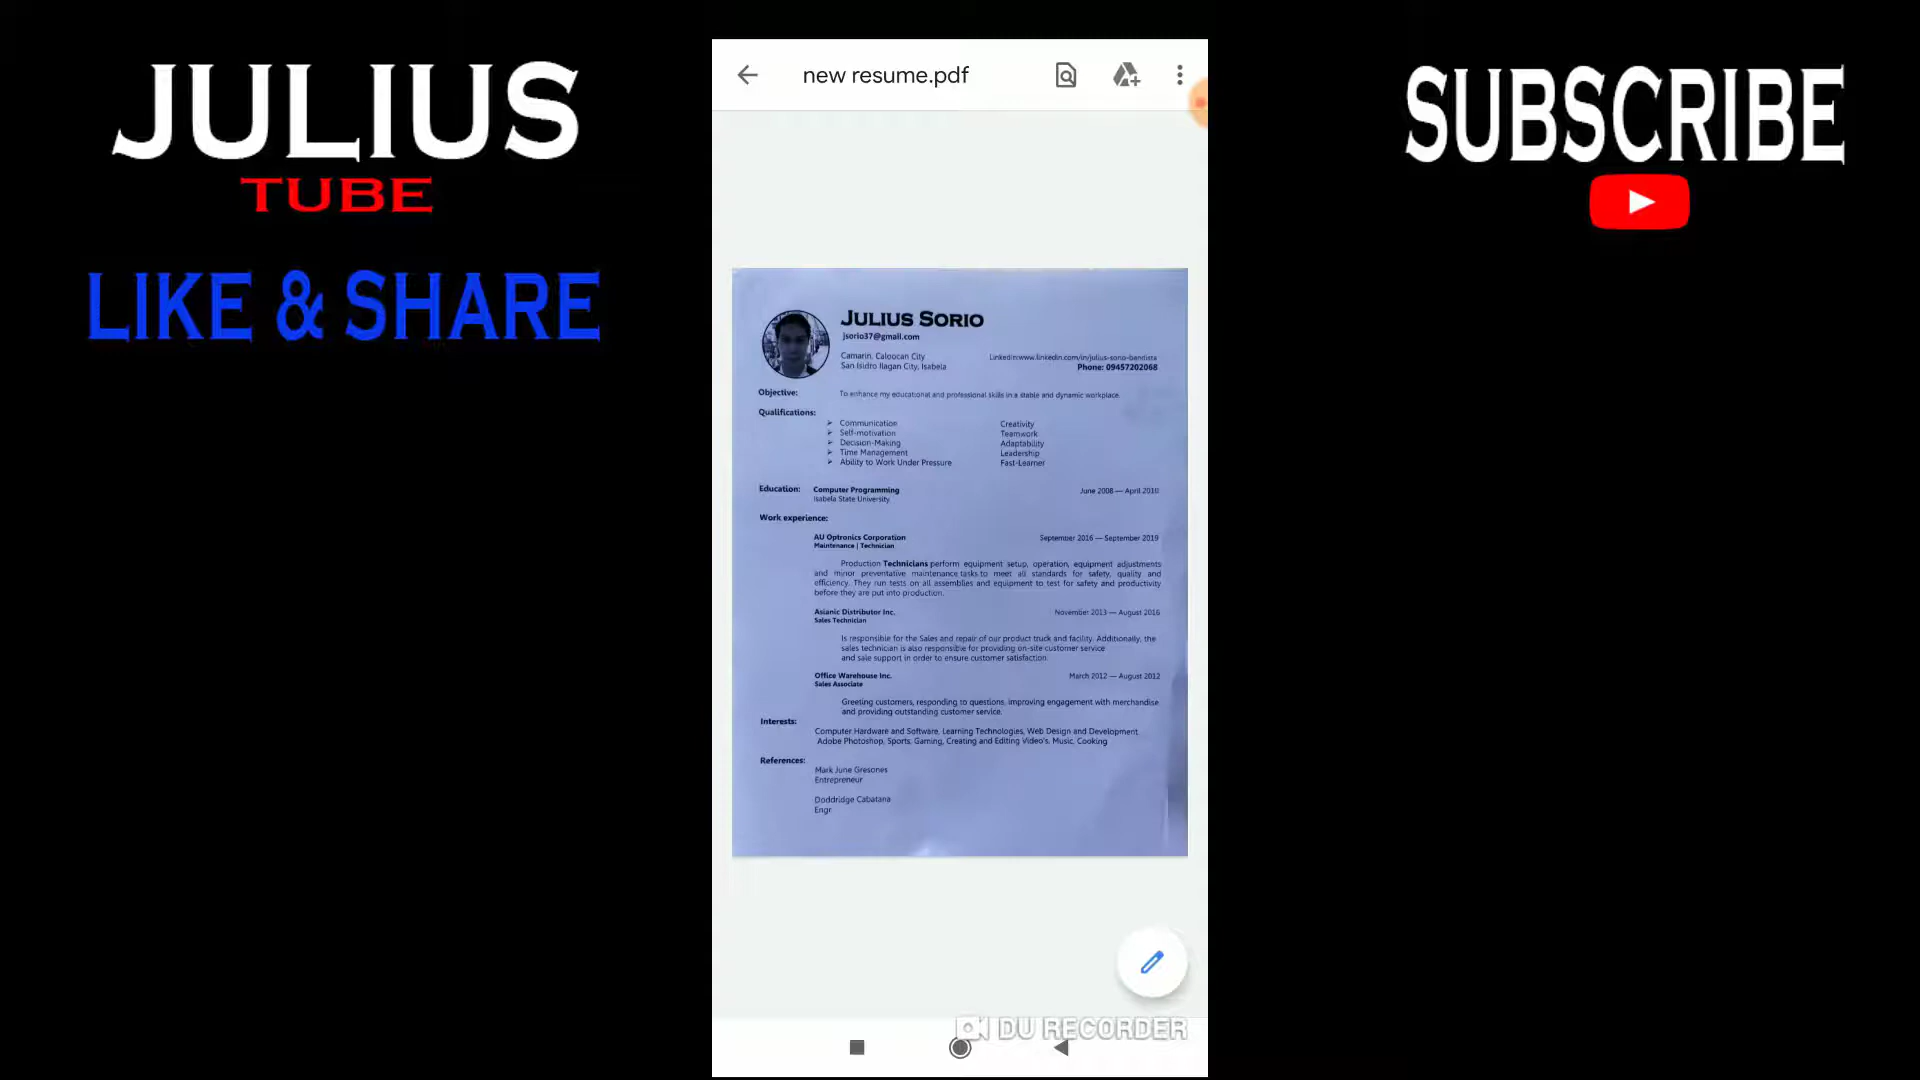 JULIUS
TUBE
LIKE & SHARE
SUBSCRIBE
new resume.pdf
JULIUS SORIO
jsorio37@gmail.com
Camarin, Caloocan City
San Isidro Ilagan City, Isabela
Linkedin:www.linkedin.com/in/julius-sorio-bandista
Phone: 09457202068
Objective: To enhance my educational and professional skills in a stable and dynamic workplace.
Qualifications:
➢ Communication Creativity
➢ Self-motivation Teamwork
➢ Decision-Making Adaptability
➢ Time Management Leadership
➢ Ability to Work Under Pressure Fast-Learner
Education: Computer Programming June 2008 — April 2010
Isabela State University
Work experience:
AU Optronics Corporation September 2016 — September 2019
Maintenance | Technician
Production Technicians perform equipment setup, operation, equipment adjustments
and minor preventative maintenance tasks to meet all standards for safety, quality and
efficiency. They run tests on all assemblies and equipment to test for safety and productivity
before they are put into production.
Asianic Distributor Inc. November 2013 — August 2016
Sales Technician
Is responsible for the Sales and repair of our product truck and facility. Additionally, the
sales technician is also responsible for providing on-site customer service
and sale support in order to ensure customer satisfaction.
Office Warehouse Inc. March 2012 — August 2012
Sales Associate
Greeting customers, responding to questions, improving engagement with merchandise
and providing outstanding customer service.
Interests:
Computer Hardware and Software, Learning Technologies, Web Design and Development
Adobe Photoshop, Sports, Gaming, Creating and Editing Video's, Music, Cooking
References:
Mark June Gresones
Entrepreneur
Doddridge Cabatana
Engr
DU RECORDER